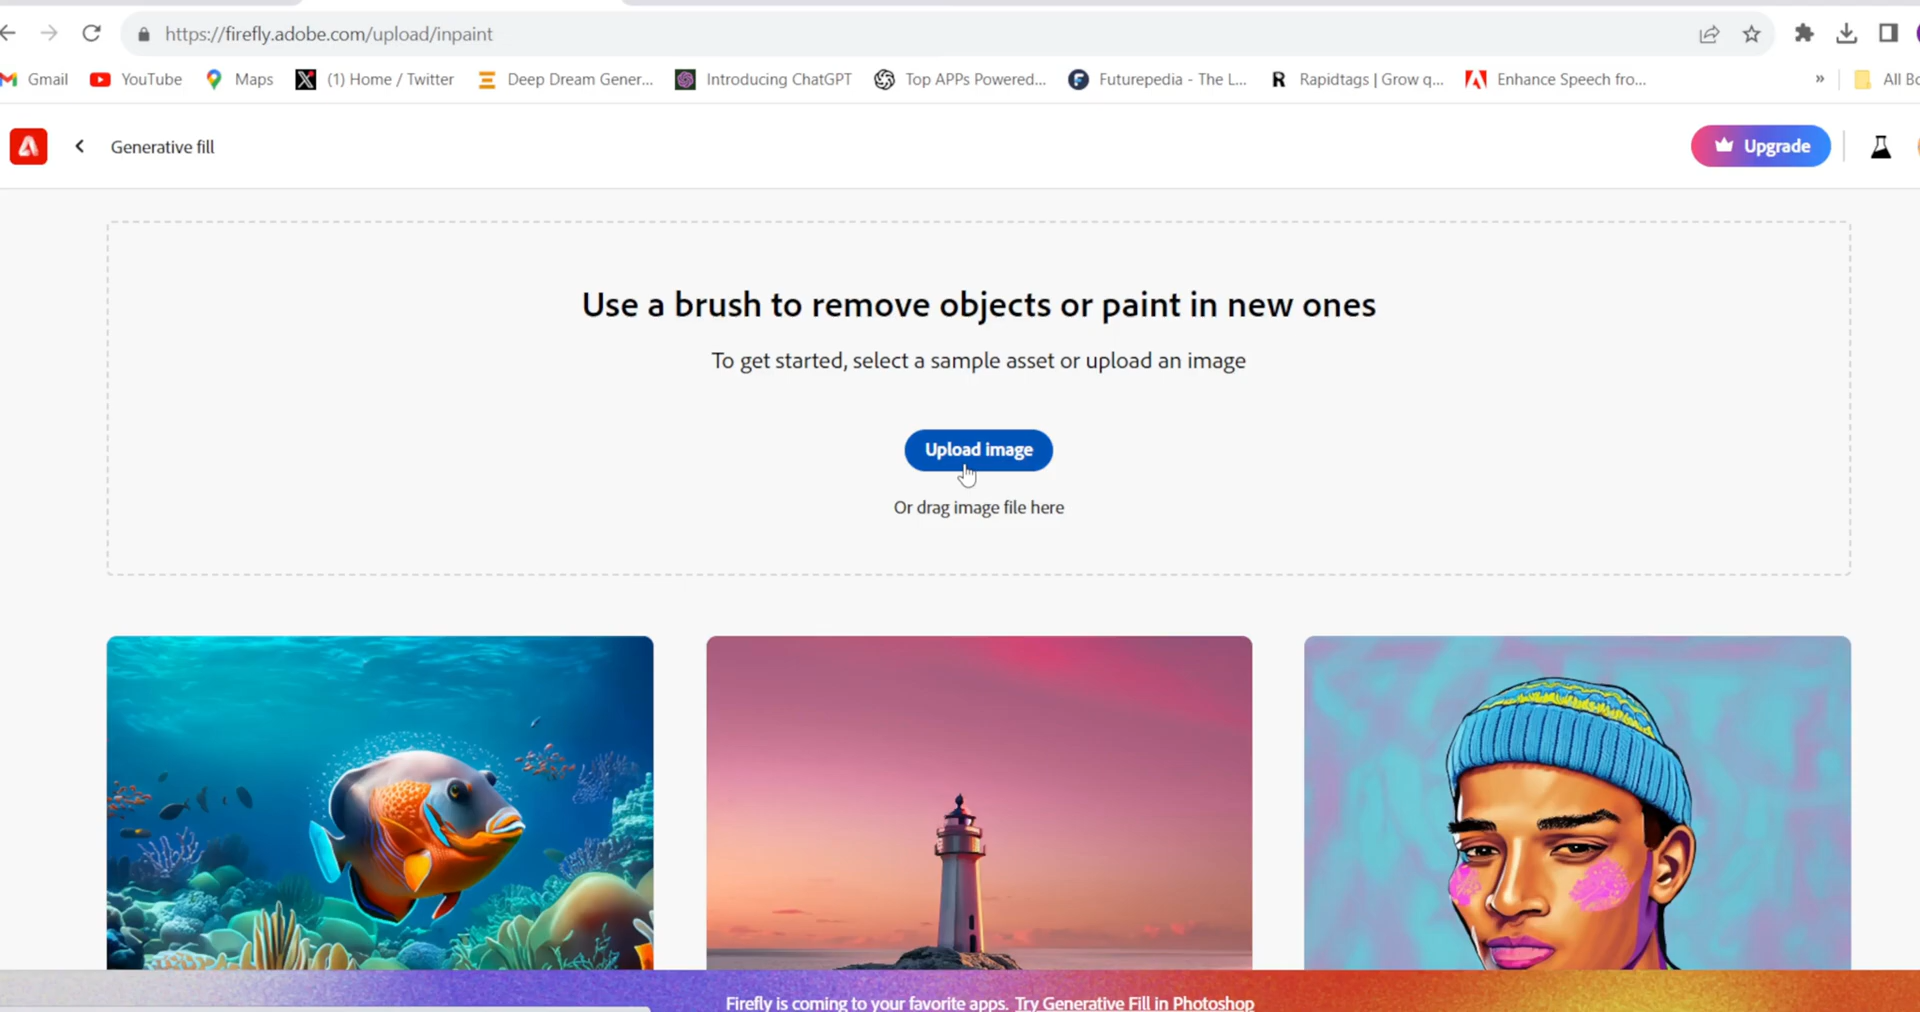 https://firefly.adobe.com/upload/inpaint
Gmail YouTube Maps (1) Home / Twitter Deep Dream Gener... Introducing ChatGPT Top APPs Powered... Futurepedia - The L... Rapidtags | Grow q... Enhance Speech fro... » All Bo
Generative fill
Upgrade
Use a brush to remove objects or paint in new ones
To get started, select a sample asset or upload an image
Upload image
Or drag image file here
Firefly is coming to your favorite apps. Try Generative Fill in Photoshop